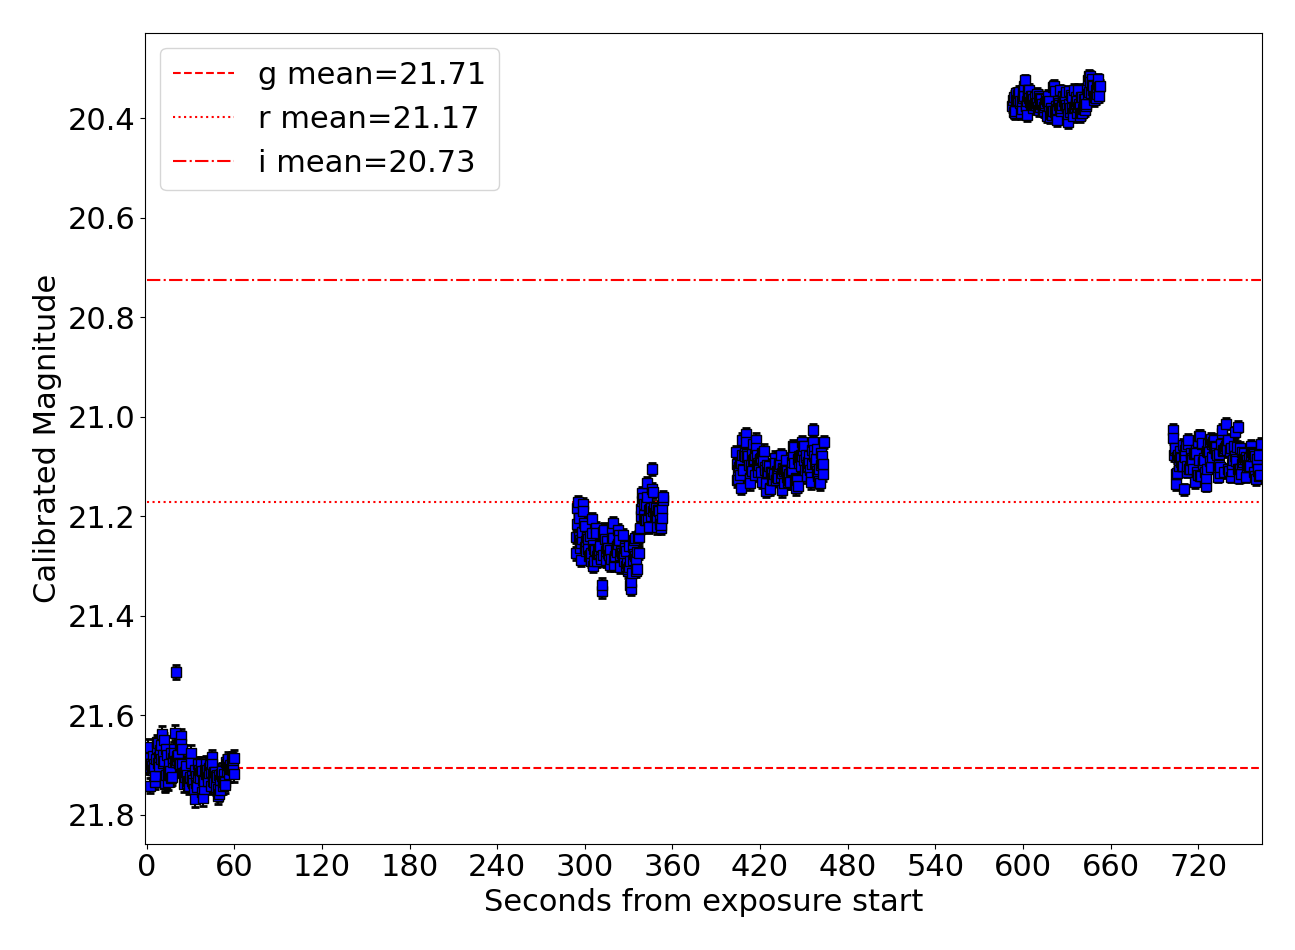 g mean=21.71
r mean=21.17
i mean=20.73
20.4
20.6
20.8
21.0
21.2
21.4
21.6
21.8
Calibrated Magnitude
0 60 120 180 240 300 360 420 480 540 600 660 720
Seconds from exposure start